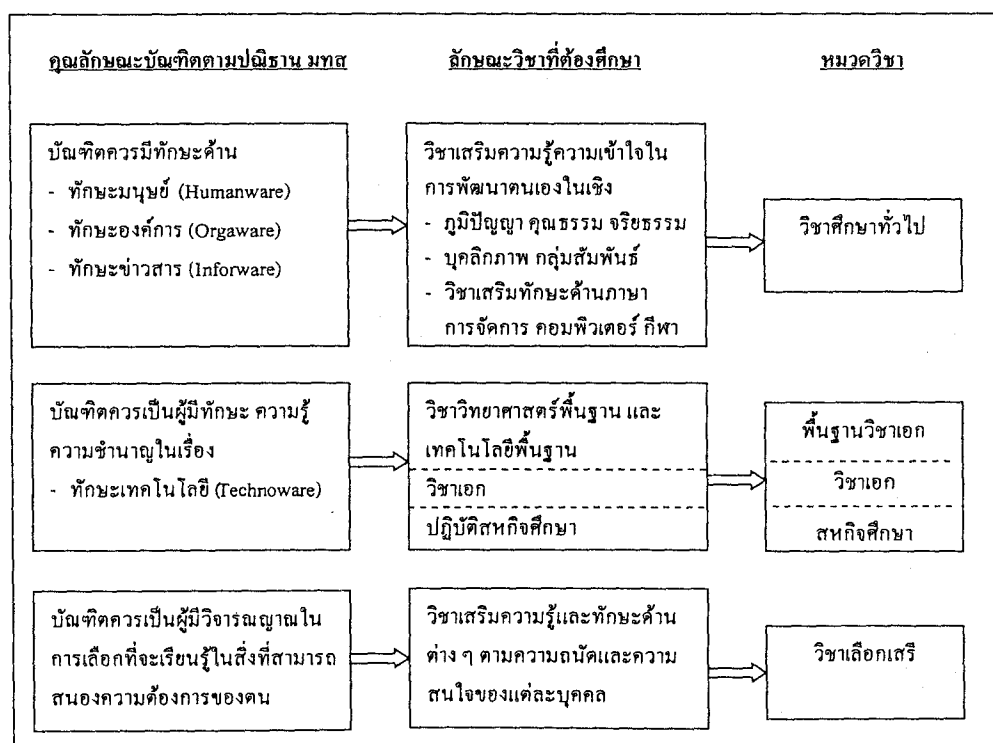 คุณลักษณะบัณฑิตตามปณิธาน มทส
ลักษณะวิชาที่ต้องศึกษา
หมวดวิชา
บัณฑิตควรมีทักษะด้าน
- ทักษะมนุษย์ (Humanware)
- ทักษะองค์การ (Orgaware)
- ทักษะข่าวสาร (Inforware)
วิชาเสริมความรู้ความเข้าใจใน
การพัฒนาตนเองในเชิง
- ภูมิปัญญา คุณธรรม จริยธรรม
- บุคลิกภาพ กลุ่มสัมพันธ์
- วิชาเสริมทักษะด้านภาษา
การจัดการ คอมพิวเตอร์ กีฬา
วิชาศึกษาทั่วไป
บัณฑิตควรเป็นผู้มีทักษะ ความรู้
ความชำนาญในเรื่อง
- ทักษะเทคโนโลยี (Technoware)
วิชาวิทยาศาสตร์พื้นฐาน และ
เทคโนโลยีพื้นฐาน
วิชาเอก
ปฏิบัติสหกิจศึกษา
พื้นฐานวิชาเอก
วิชาเอก
สหกิจศึกษา
บัณฑิตควรเป็นผู้มีวิจารณญาณใน
การเลือกที่จะเรียนรู้ในสิ่งที่สามารถ
สนองความต้องการของตน
วิชาเสริมความรู้และทักษะด้าน
ต่าง ๆ ตามความถนัดและความ
สนใจของแต่ละบุคคล
วิชาเลือกเสรี